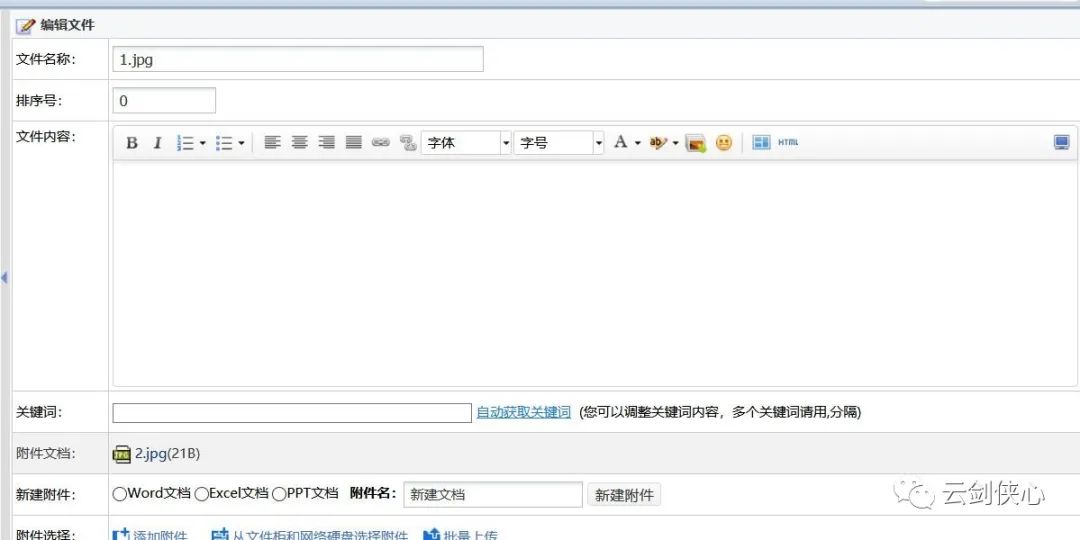 编辑文件
文件名称： 1.jpg
排序号： 0
文件内容： B I 字体 字号 A ab HTML
关键词： 自动获取关键词 (您可以调整关键词内容，多个关键词请用,分隔)
附件文档： 2.jpg(21B)
新建附件： Word文档 Excel文档 PPT文档 附件名： 新建文档 新建附件
云剑侠心
附件选择： 添加附件 从文件柜和网络硬盘选择附件 批量上传